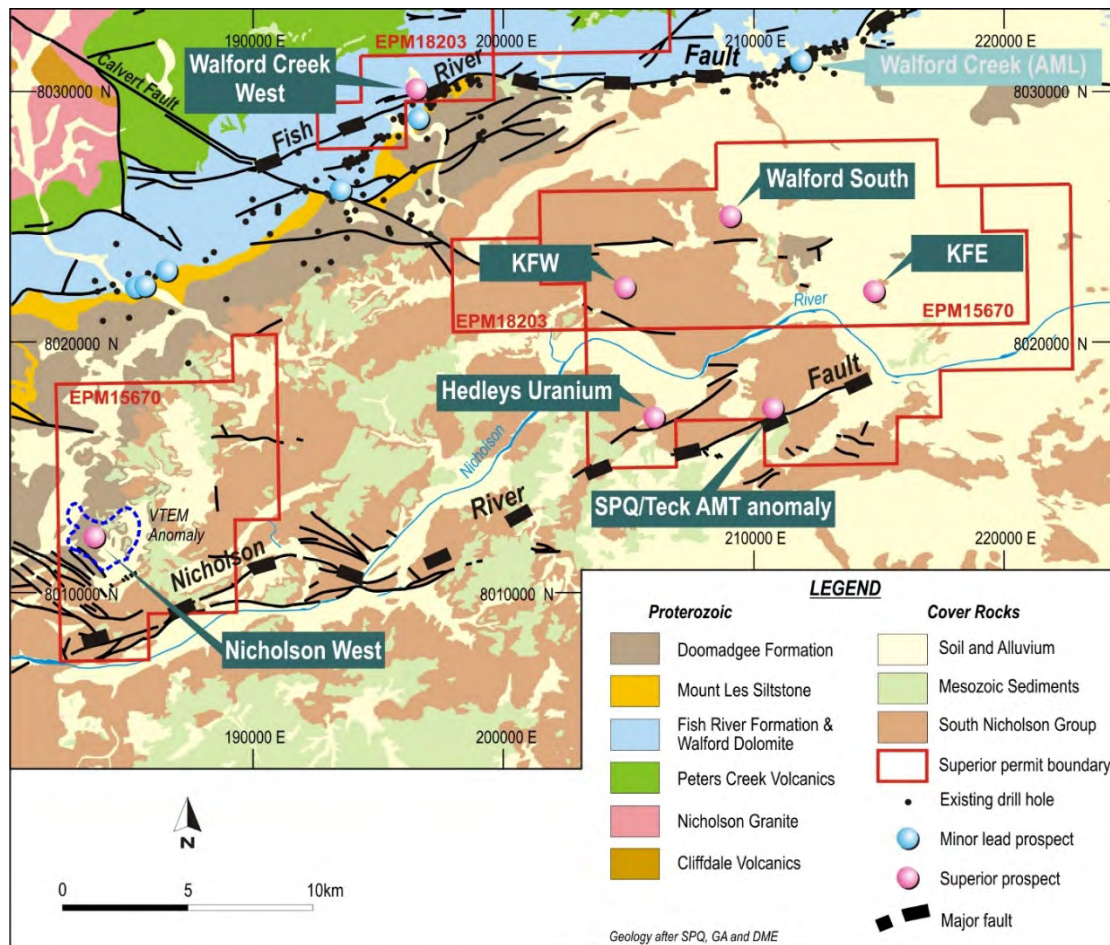 190000 E
200000 E
210000 E
220000 E
EPM18203
Walford Creek
West
River
Fault
Walford Creek (AML)
Calvert Fault
8030000 N
8030000 N
Fish
Walford South
KFW
KFE
River
EPM18203
EPM15670
8020000 N
8020000 N
EPM15670
Hedleys Uranium
Fault
Nicholson
SPQ/Teck AMT anomaly
VTEM
Anomaly
River
210000 E
220000 E
Nicholson
8010000 N
8010000 N
Nicholson West
190000 E
200000 E
LEGEND
Proterozoic
Doomadgee Formation
Mount Les Siltstone
Fish River Formation &
Walford Dolomite
Peters Creek Volcanics
Nicholson Granite
Cliffdale Volcanics
Cover Rocks
Soil and Alluvium
Mesozoic Sediments
South Nicholson Group
Superior permit boundary
Existing drill hole
Minor lead prospect
Superior prospect
Major fault
N
0 5 10km
Geology after SPQ, GA and DME